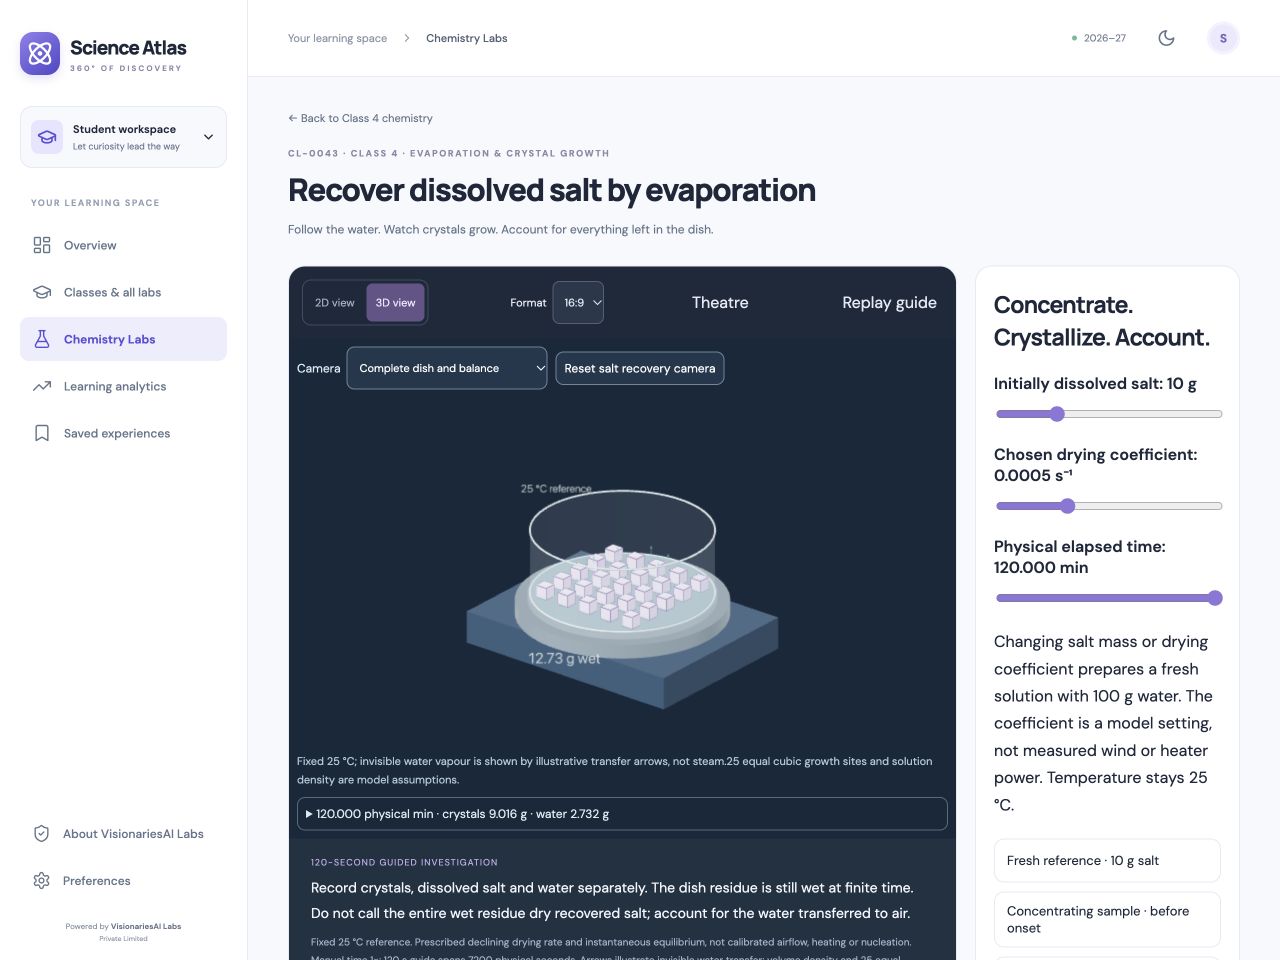 Science Atlas
360° OF DISCOVERY
Student workspace
Let curiosity lead the way
YOUR LEARNING SPACE
Overview
Classes & all labs
Chemistry Labs
Learning analytics
Saved experiences
About VisionariesAI Labs
Preferences
Powered by VisionariesAI Labs
Private Limited
Your learning space > Chemistry Labs
2026–27
S
← Back to Class 4 chemistry
CL-0043 · CLASS 4 · EVAPORATION & CRYSTAL GROWTH
Recover dissolved salt by evaporation
Follow the water. Watch crystals grow. Account for everything left in the dish.
2D view
3D view
Format
16:9
Theatre
Replay guide
Camera
Complete dish and balance
Reset salt recovery camera
25 °C reference
12.73 g wet
Fixed 25 °C; invisible water vapour is shown by illustrative transfer arrows, not steam.25 equal cubic growth sites and solution
density are model assumptions.
▶ 120.000 physical min · crystals 9.016 g · water 2.732 g
120-SECOND GUIDED INVESTIGATION
Record crystals, dissolved salt and water separately. The dish residue is still wet at finite time.
Do not call the entire wet residue dry recovered salt; account for the water transferred to air.
Fixed 25 °C reference. Prescribed declining drying rate and instantaneous equilibrium, not calibrated airflow, heating or nucleation.
Concentrate.
Crystallize. Account.
Initially dissolved salt: 10 g
Chosen drying coefficient:
0.0005 s⁻¹
Physical elapsed time:
120.000 min
Changing salt mass or drying
coefficient prepares a fresh
solution with 100 g water. The
coefficient is a model setting,
not measured wind or heater
power. Temperature stays 25
°C.
Fresh reference · 10 g salt
Concentrating sample · before
onset